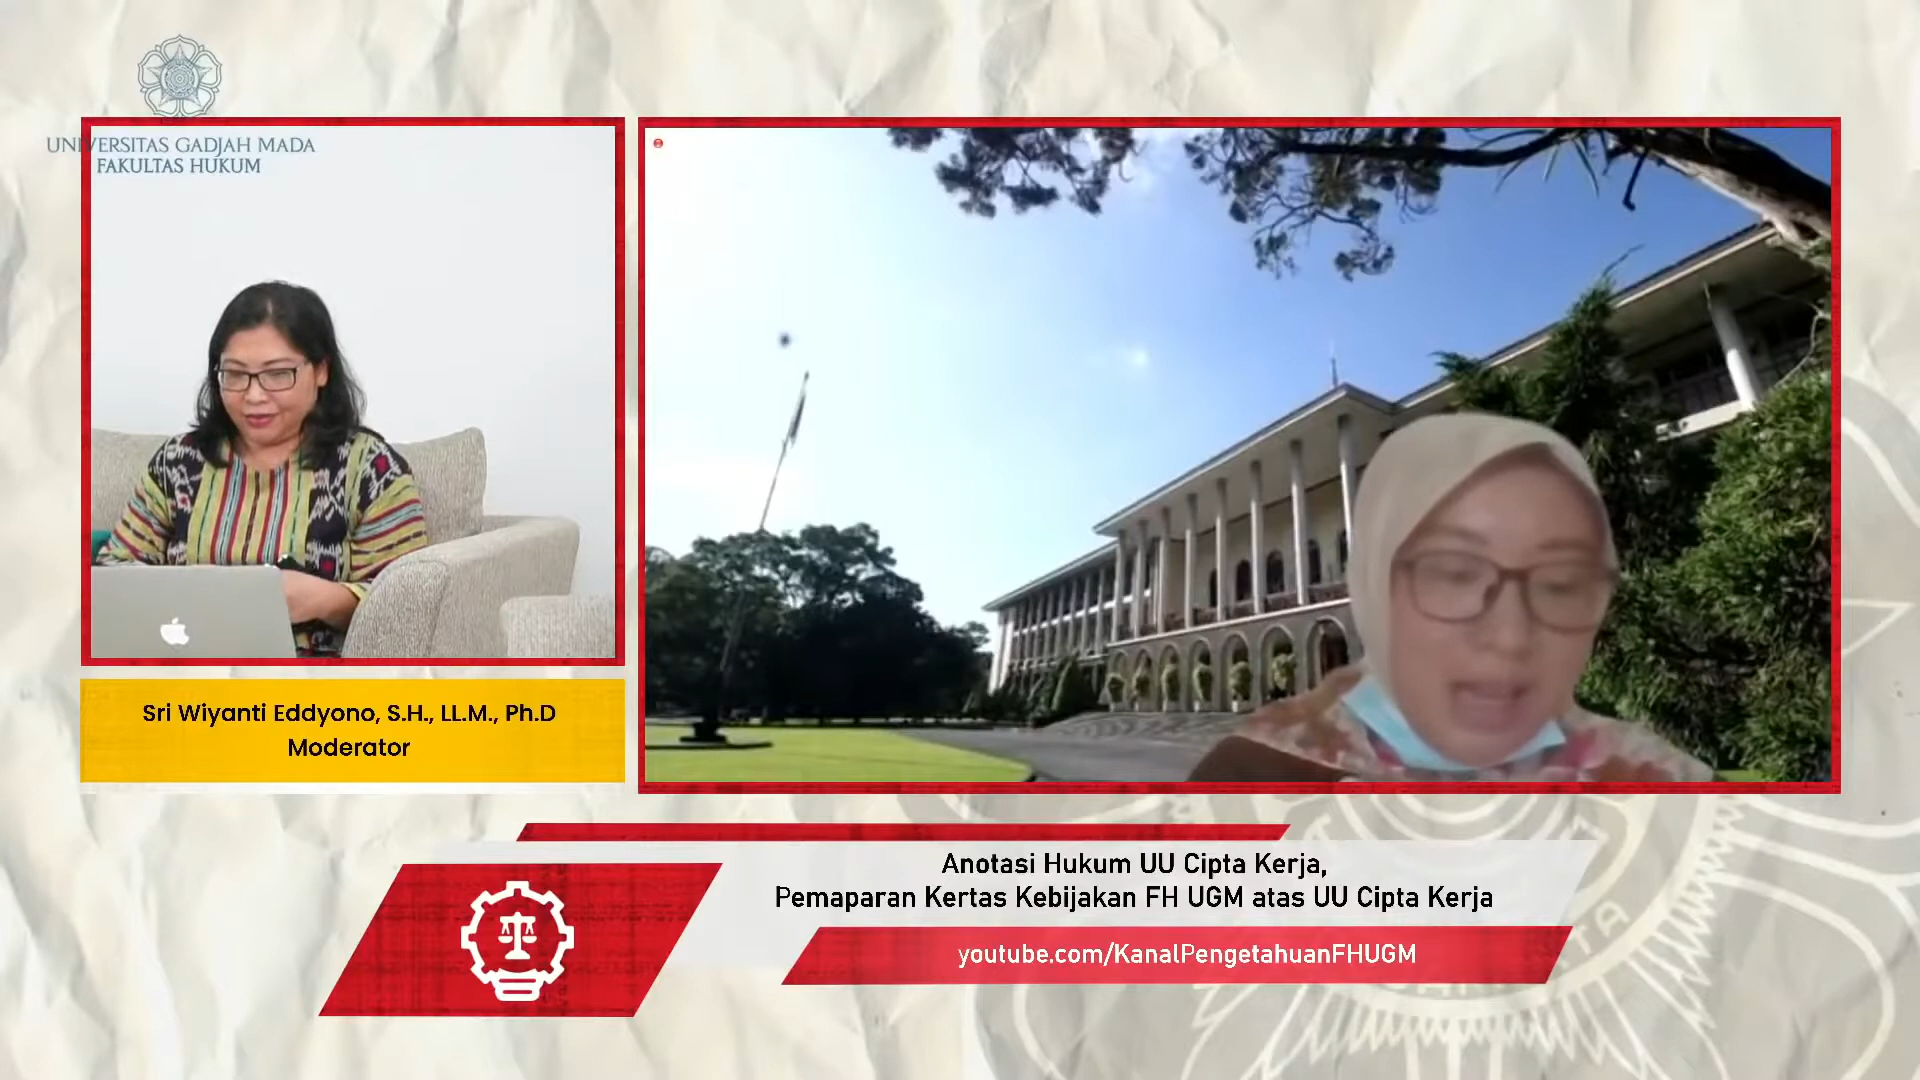 UNIVERSITAS GADJAH MADA
FAKULTAS HUKUM
Sri Wiyanti Eddyono, S.H., LL.M., Ph.D
Moderator
Anotasi Hukum UU Cipta Kerja,
Pemaparan Kertas Kebijakan FH UGM atas UU Cipta Kerja
youtube.com/KanalPengetahuanFHUGM